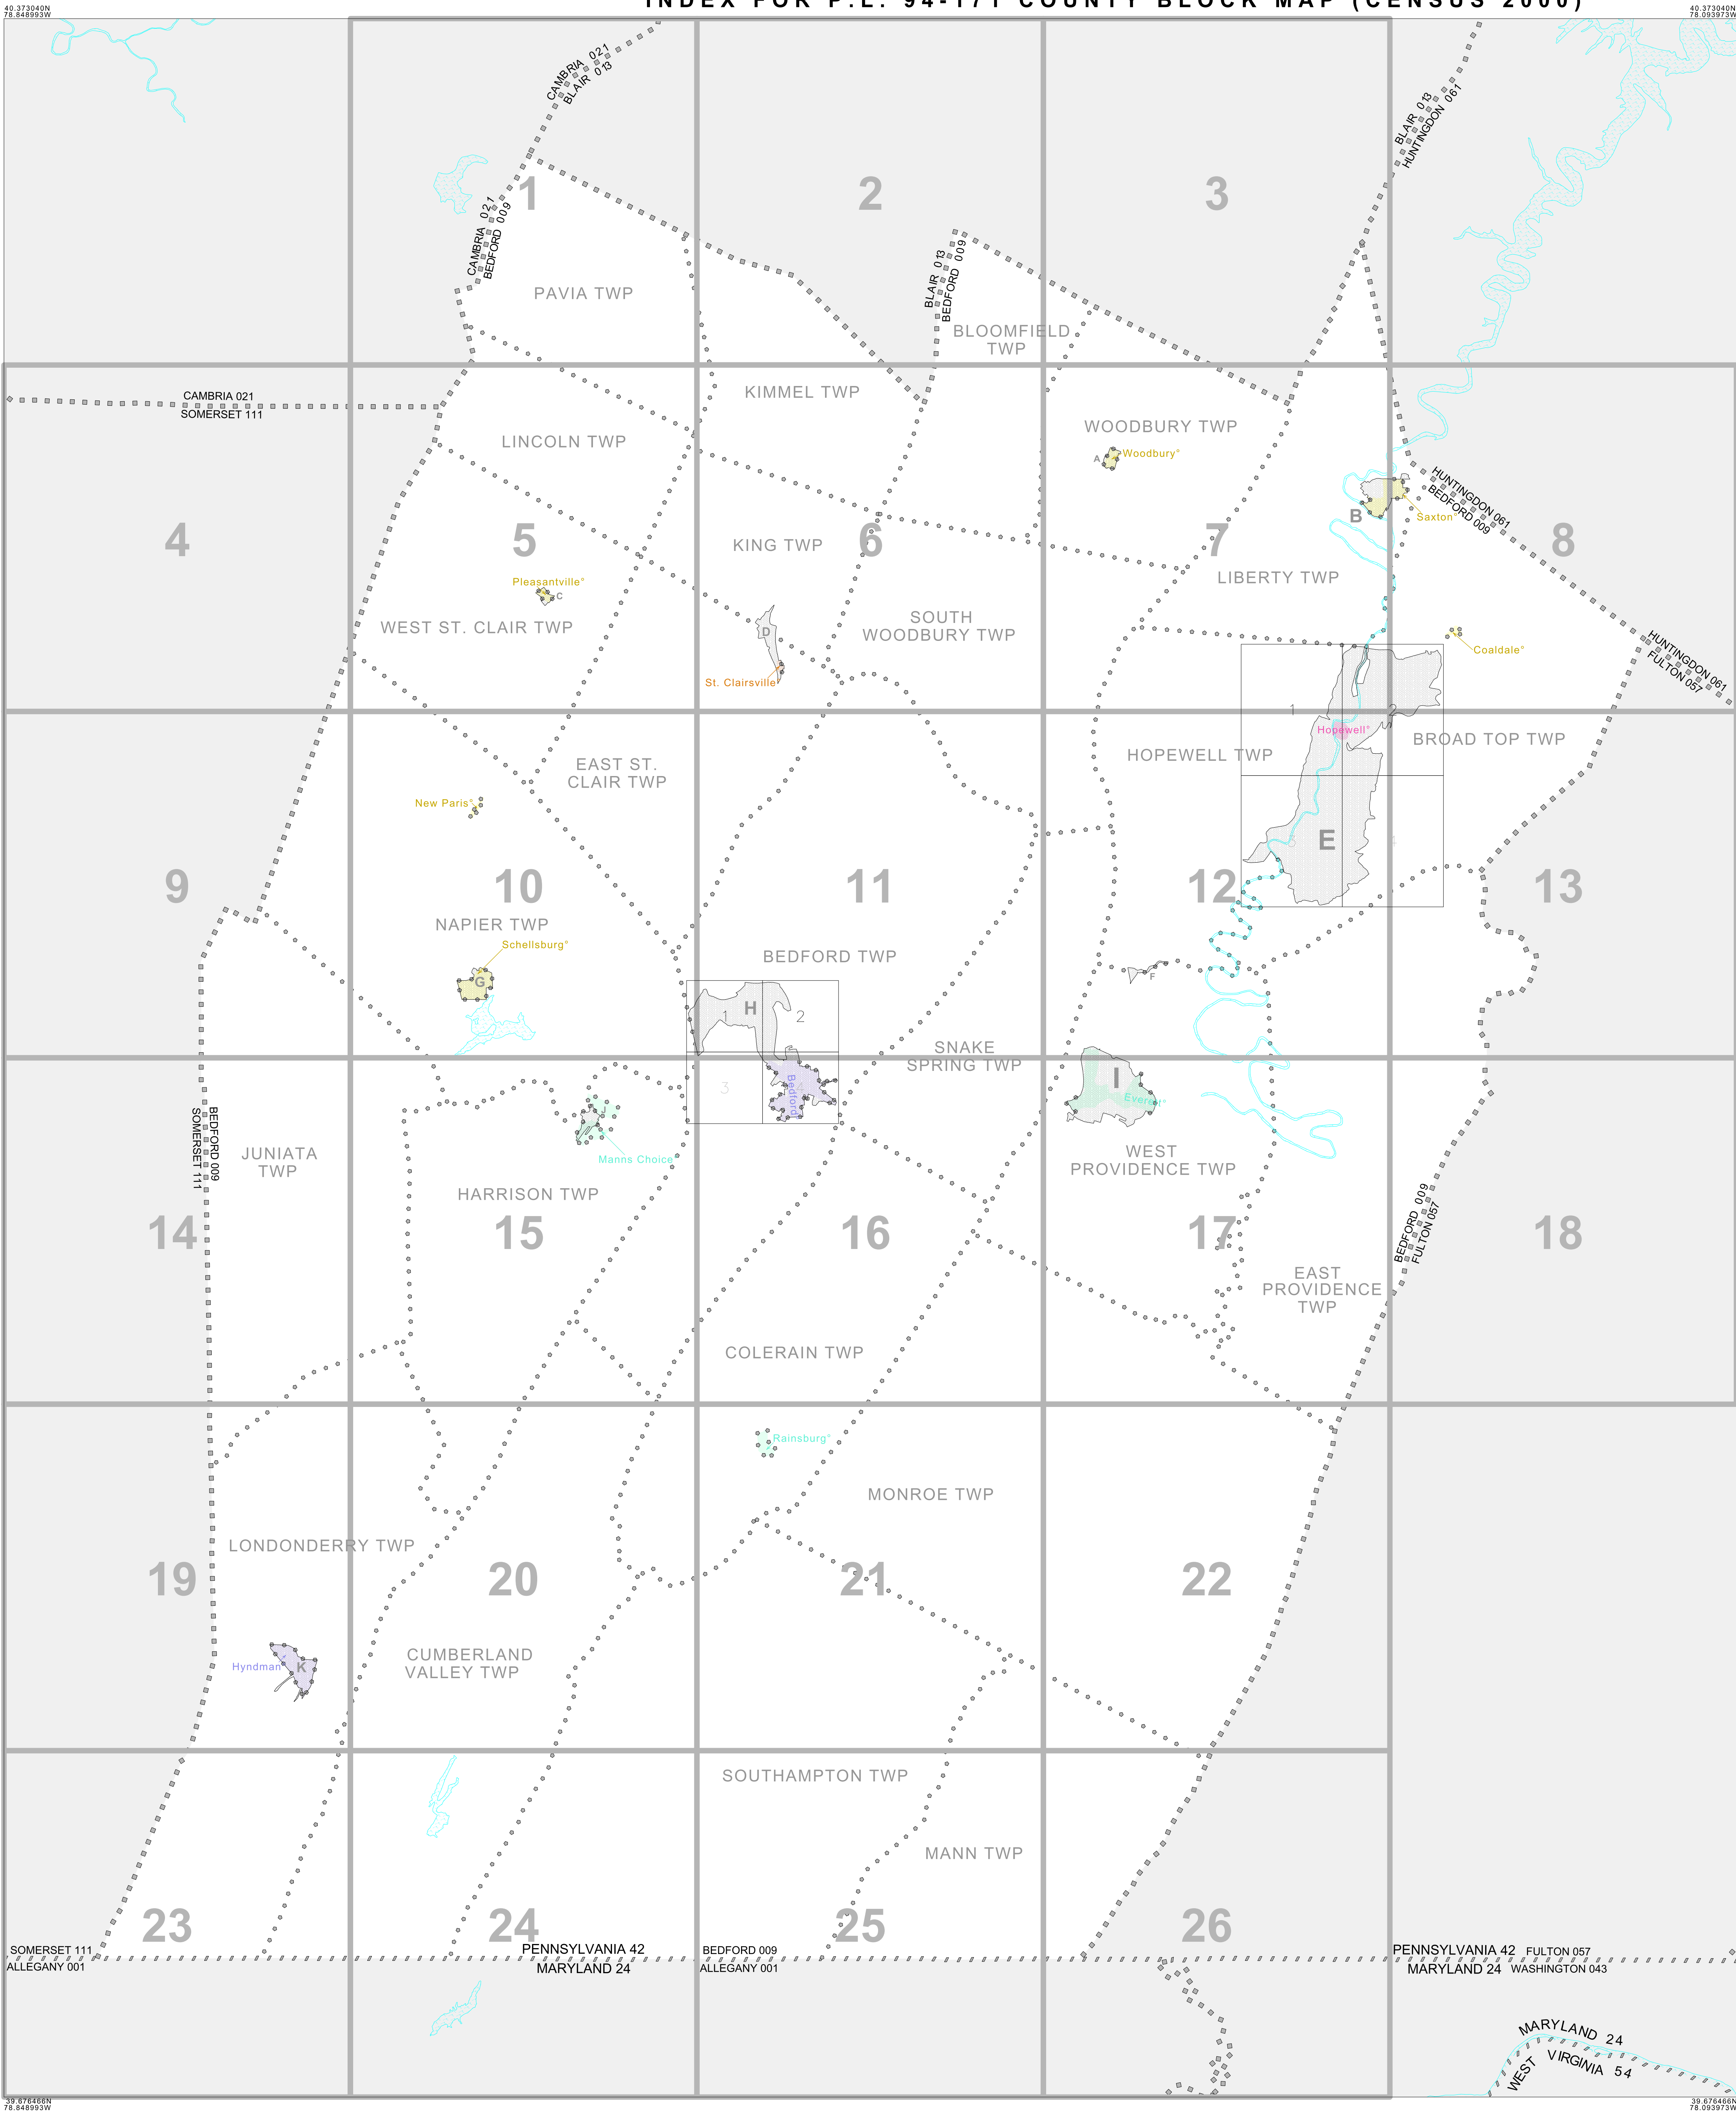 INDEX FOR P.L. 94-171 COUNTY BLOCK MAP (CENSUS 2000)
40.373040N
78.848993W
40.373040N
78.093973W
CAMBRIA 021
BLAIR 013
BLAIR 013
HUNTINGDON 061
1
2
3
CAMBRIA 021
BEDFORD 009
BLAIR 013
BEDFORD 009
PAVIA TWP
BLOOMFIELD
TWP
CAMBRIA 021
SOMERSET 111
KIMMEL TWP
LINCOLN TWP
WOODBURY TWP
A
Woodbury°
HUNTINGDON 061
BEDFORD 009
B
Saxton°
4
5
6
7
8
KING TWP
LIBERTY TWP
Pleasantville°
C
WEST ST. CLAIR TWP
SOUTH
WOODBURY TWP
D
St. Clairsville
Coaldale°
HUNTINGDON 061
FULTON 057
1
2
Hopewell°
HOPEWELL TWP
BROAD TOP TWP
EAST ST.
CLAIR TWP
New Paris°
3
E
4
9
10
11
12
13
NAPIER TWP
Schellsburg°
G
BEDFORD TWP
F
H
1
2
SNAKE
SPRING TWP
3
4
Bedford
I
Everett°
J
Manns Choice
BEDFORD 009
SOMERSET 111
JUNIATA
TWP
WEST
PROVIDENCE TWP
HARRISON TWP
14
15
16
17
18
BEDFORD 009
FULTON 057
EAST
PROVIDENCE
TWP
COLERAIN TWP
Rainsburg°
MONROE TWP
LONDONDERRY TWP
19
20
21
22
CUMBERLAND
VALLEY TWP
Hyndman
K
SOUTHAMPTON TWP
MANN TWP
23
24
25
26
SOMERSET 111
ALLEGANY 001
PENNSYLVANIA 42
MARYLAND 24
BEDFORD 009
ALLEGANY 001
PENNSYLVANIA 42 FULTON 057
MARYLAND 24 WASHINGTON 043
MARYLAND 24
WEST VIRGINIA 54
39.676466N
78.848993W
39.676466N
78.093973W